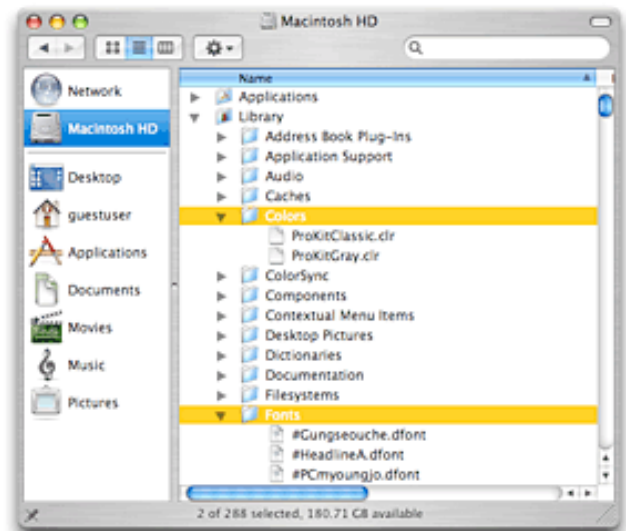 Macintosh HD
Name
Network
Macintosh HD
Desktop
guestuser
Applications
Documents
Movies
Music
Pictures
Applications
Library
Address Book Plug-Ins
Application Support
Audio
Caches
Colors
ProKitClassic.clr
ProKitGray.clr
ColorSync
Components
Contextual Menu Items
Desktop Pictures
Dictionaries
Documentation
Filesystems
Fonts
#Gungseouche.dfont
#HeadlineA.dfont
#PCmyoungjo.dfont
2 of 288 selected, 180.71 GB available